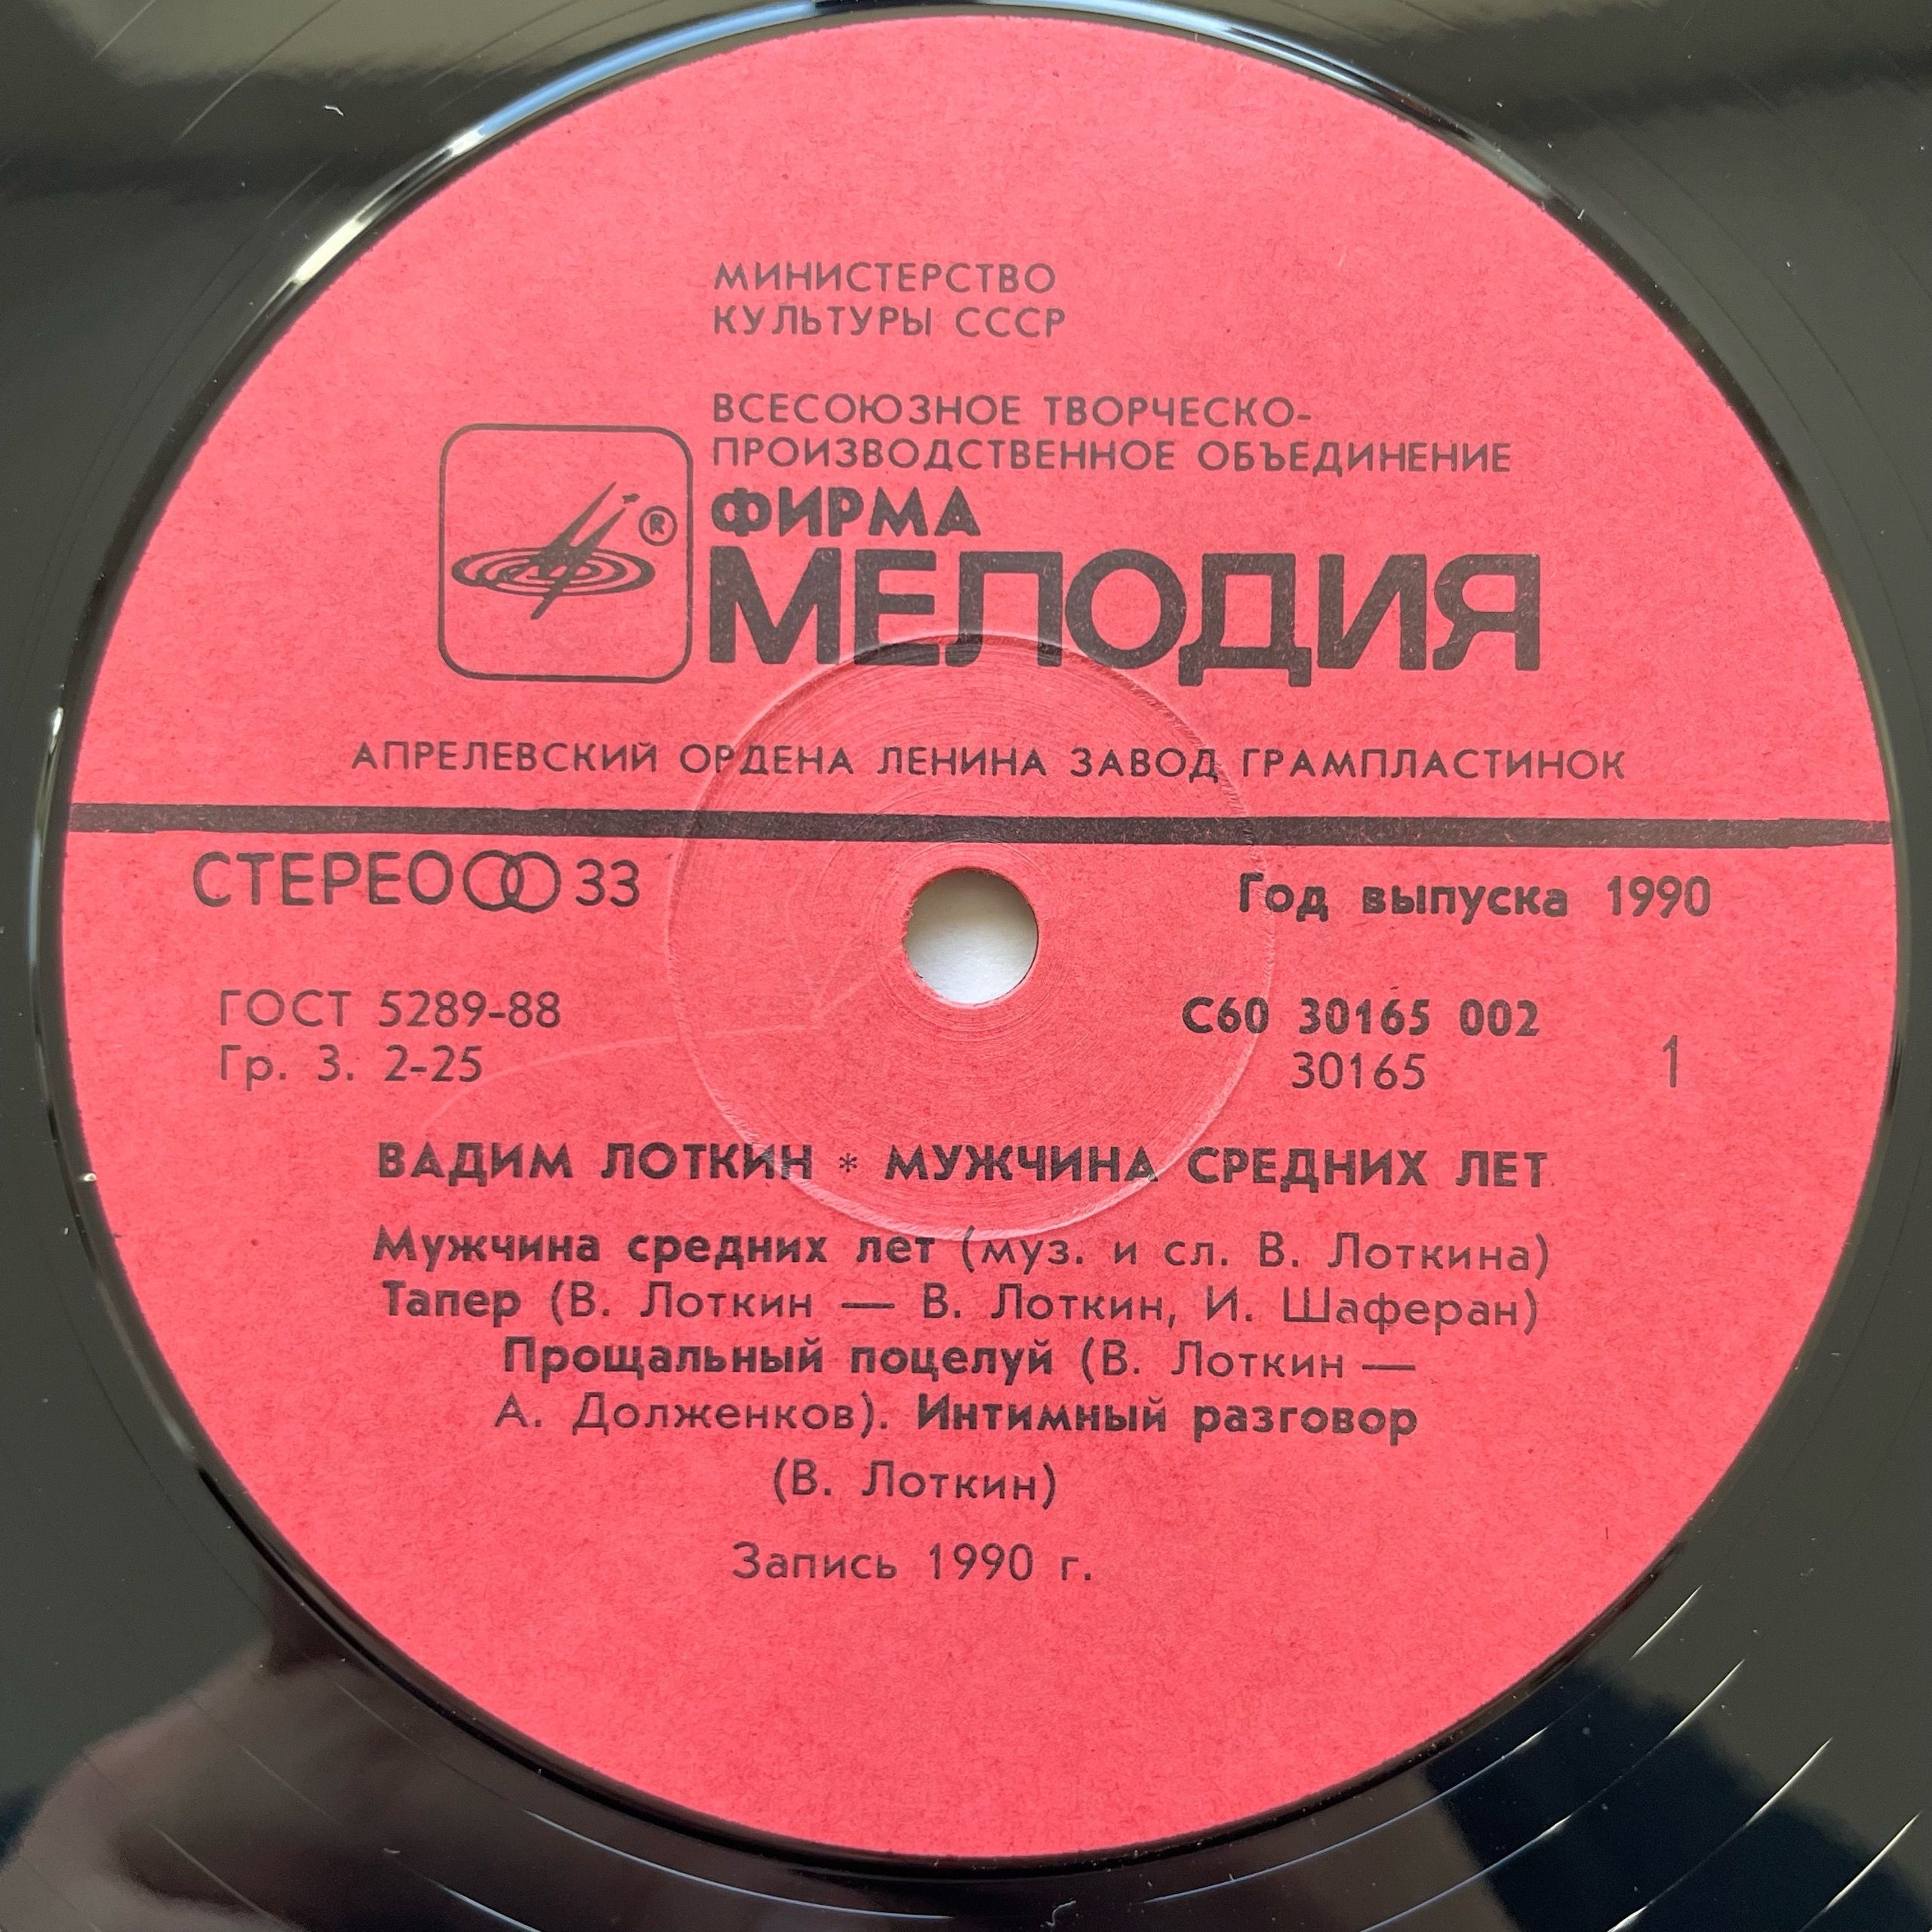 МИНИСТЕРСТВО
КУЛЬТУРЫ СССР
ВСЕСОЮЗНОЕ ТВОРЧЕСКО-
ПРОИЗВОДСТВЕННОЕ ОБЪЕДИНЕНИЕ
® ФИРМА
МЕЛОДИЯ
АПРЕЛЕВСКИЙ ОРДЕНА ЛЕНИНА ЗАВОД ГРАМПЛАСТИНОК
СТЕРЕО 33
Год выпуска 1990
ГОСТ 5289-88
Гр. 3. 2-25
С60 30165 002
30165
1
ВАДИМ ЛОТКИН * МУЖЧИНА СРЕДНИХ ЛЕТ
Мужчина средних лет (муз. и сл. В. Лоткина)
Тапер (В. Лоткин — В. Лоткин, И. Шаферан)
Прощальный поцелуй (В. Лоткин —
А. Долженков). Интимный разговор
(В. Лоткин)
Запись 1990 г.